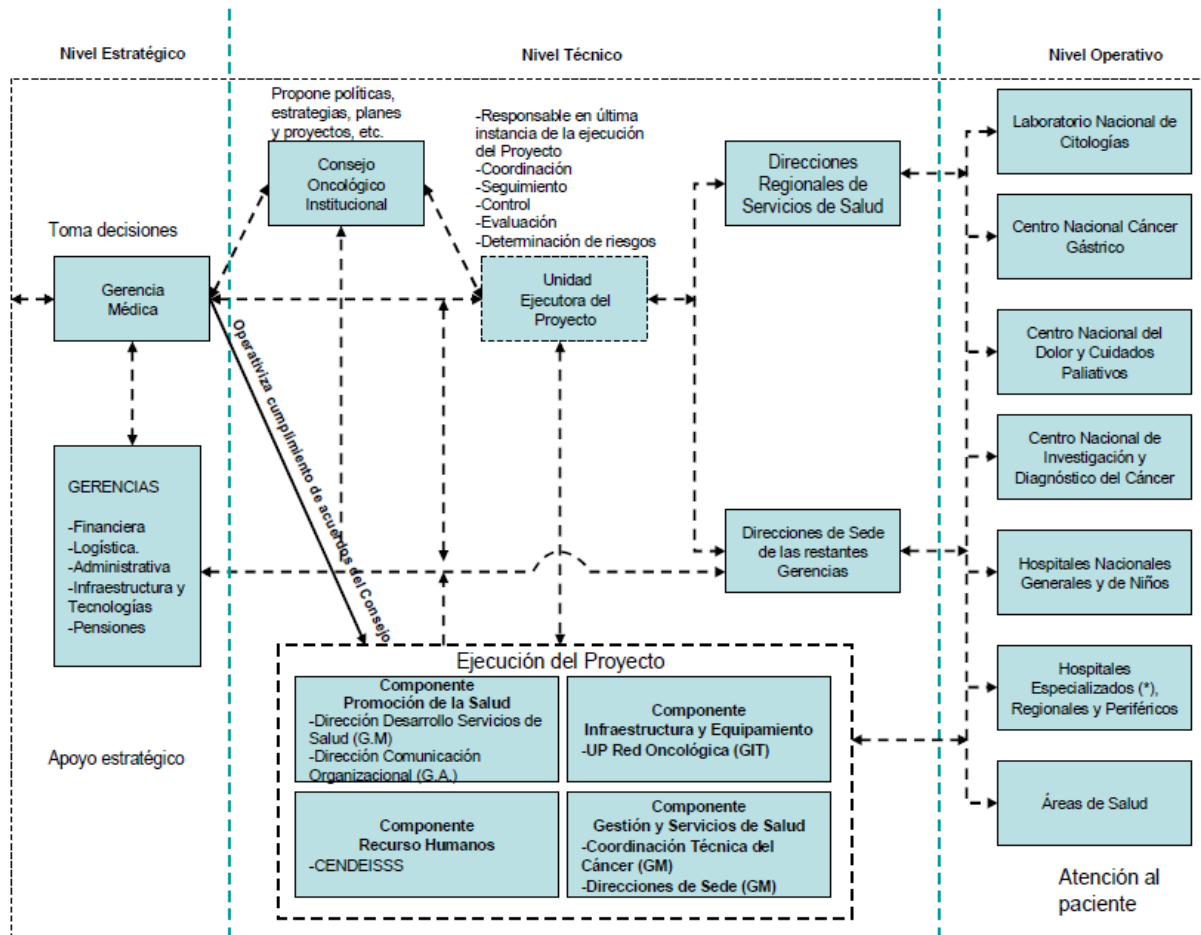 Nivel Estratégico
Nivel Técnico
Nivel Operativo
Propone políticas,
estrategias, planes
y proyectos, etc.
Consejo
Oncológico
Institucional
-Responsable en última
instancia de la ejecución
del Proyecto
-Coordinación
-Seguimiento
-Control
-Evaluación
-Determinación de riesgos
Unidad
Ejecutora del
Proyecto
Direcciones
Regionales de
Servicios de Salud
Toma decisiones
Gerencia
Médica
Operativiza cumplimiento de acuerdos del Consejo
GERENCIAS
-Financiera
-Logística.
-Administrativa
-Infraestructura y
Tecnologías
-Pensiones
Apoyo estratégico
Direcciones de Sede
de las restantes
Gerencias
Ejecución del Proyecto
Componente
Promoción de la Salud
-Dirección Desarrollo Servicios de
Salud (G.M)
-Dirección Comunicación
Organizacional (G.A.)
Componente
Infraestructura y Equipamiento
-UP Red Oncológica (GIT)
Componente
Recurso Humanos
-CENDEISSS
Componente
Gestión y Servicios de Salud
-Coordinación Técnica del
Cáncer (GM)
-Direcciones de Sede (GM)
Laboratorio Nacional de
Citologías
Centro Nacional Cáncer
Gástrico
Centro Nacional del
Dolor y Cuidados
Paliativos
Centro Nacional de
Investigación y
Diagnóstico del Cáncer
Hospitales Nacionales
Generales y de Niños
Hospitales
Especializados (*),
Regionales y Periféricos
Áreas de Salud
Atención al
paciente